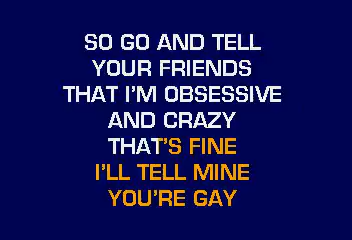 SO GO AND TELL
YOUR FRIENDS
THAT I'M OBSESSIVE
AND CRAZY
THAT'S FINE
I'LL TELL MINE
YOU'RE GAY